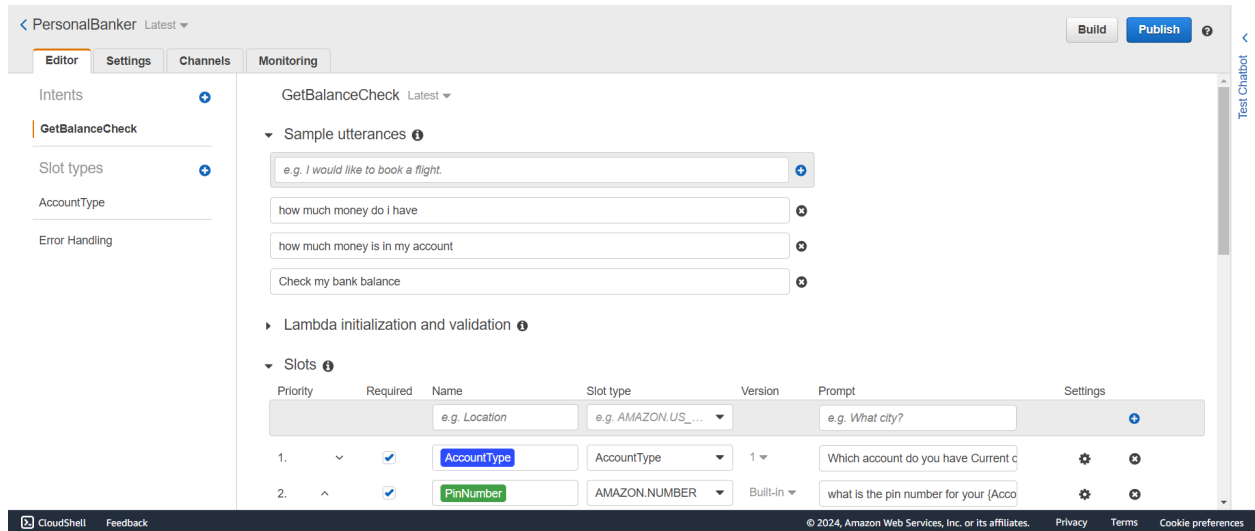 PersonalBanker Latest
Build Publish
Editor Settings Channels Monitoring
Test Chatbot
Intents
GetBalanceCheck
Slot types
AccountType
Error Handling
GetBalanceCheck Latest
Sample utterances
e.g. I would like to book a flight.
how much money do i have
how much money is in my account
Check my bank balance
Lambda initialization and validation
Slots
Priority Required Name Slot type Version Prompt Settings
e.g. Location e.g. AMAZON.US_... e.g. What city?
1. AccountType AccountType 1 Which account do you have Current
2. PinNumber AMAZON.NUMBER Built-in what is the pin number for your {Acco
CloudShell Feedback © 2024, Amazon Web Services, Inc. or its affiliates. Privacy Terms Cookie preferences